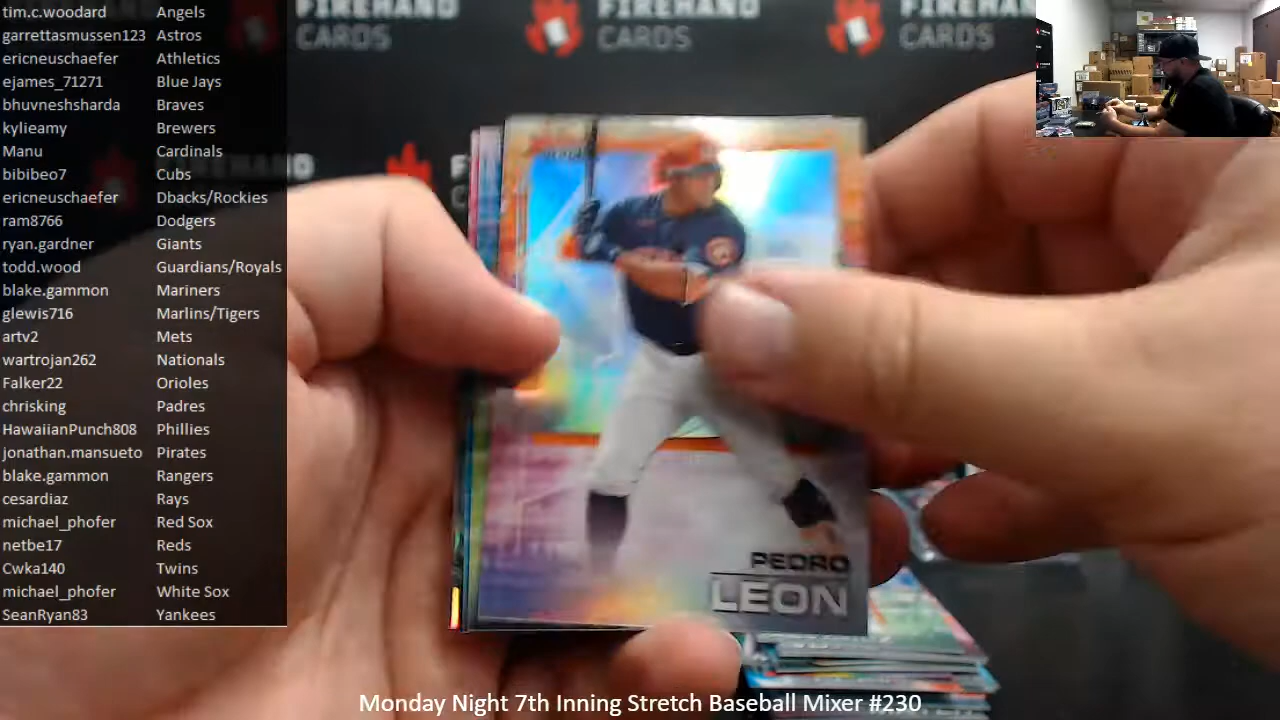 tim.c.woodard Angels
garrettasmussen123 Astros
ericneuschaefer Athletics
ejames_71271 Blue Jays
bhuvneshsharda Braves
kylieamy Brewers
Manu Cardinals
bibibeo7 Cubs
ericneuschaefer Dbacks/Rockies
ram8766 Dodgers
ryan.gardner Giants
todd.wood Guardians/Royals
blake.gammon Mariners
glewis716 Marlins/Tigers
artv2 Mets
wartrojan262 Nationals
Falker22 Orioles
chrisking Padres
HawaiianPunch808 Phillies
jonathan.mansueto Pirates
blake.gammon Rangers
cesardiaz Rays
michael_phofer Red Sox
netbe17 Reds
Cwka140 Twins
michael_phofer White Sox
SeanRyan83 Yankees
FIREHAND
CARDS
FIREHAND
CARDS
FIREHAND
CARDS
PEDRO
LEON
Monday Night 7th Inning Stretch Baseball Mixer #230